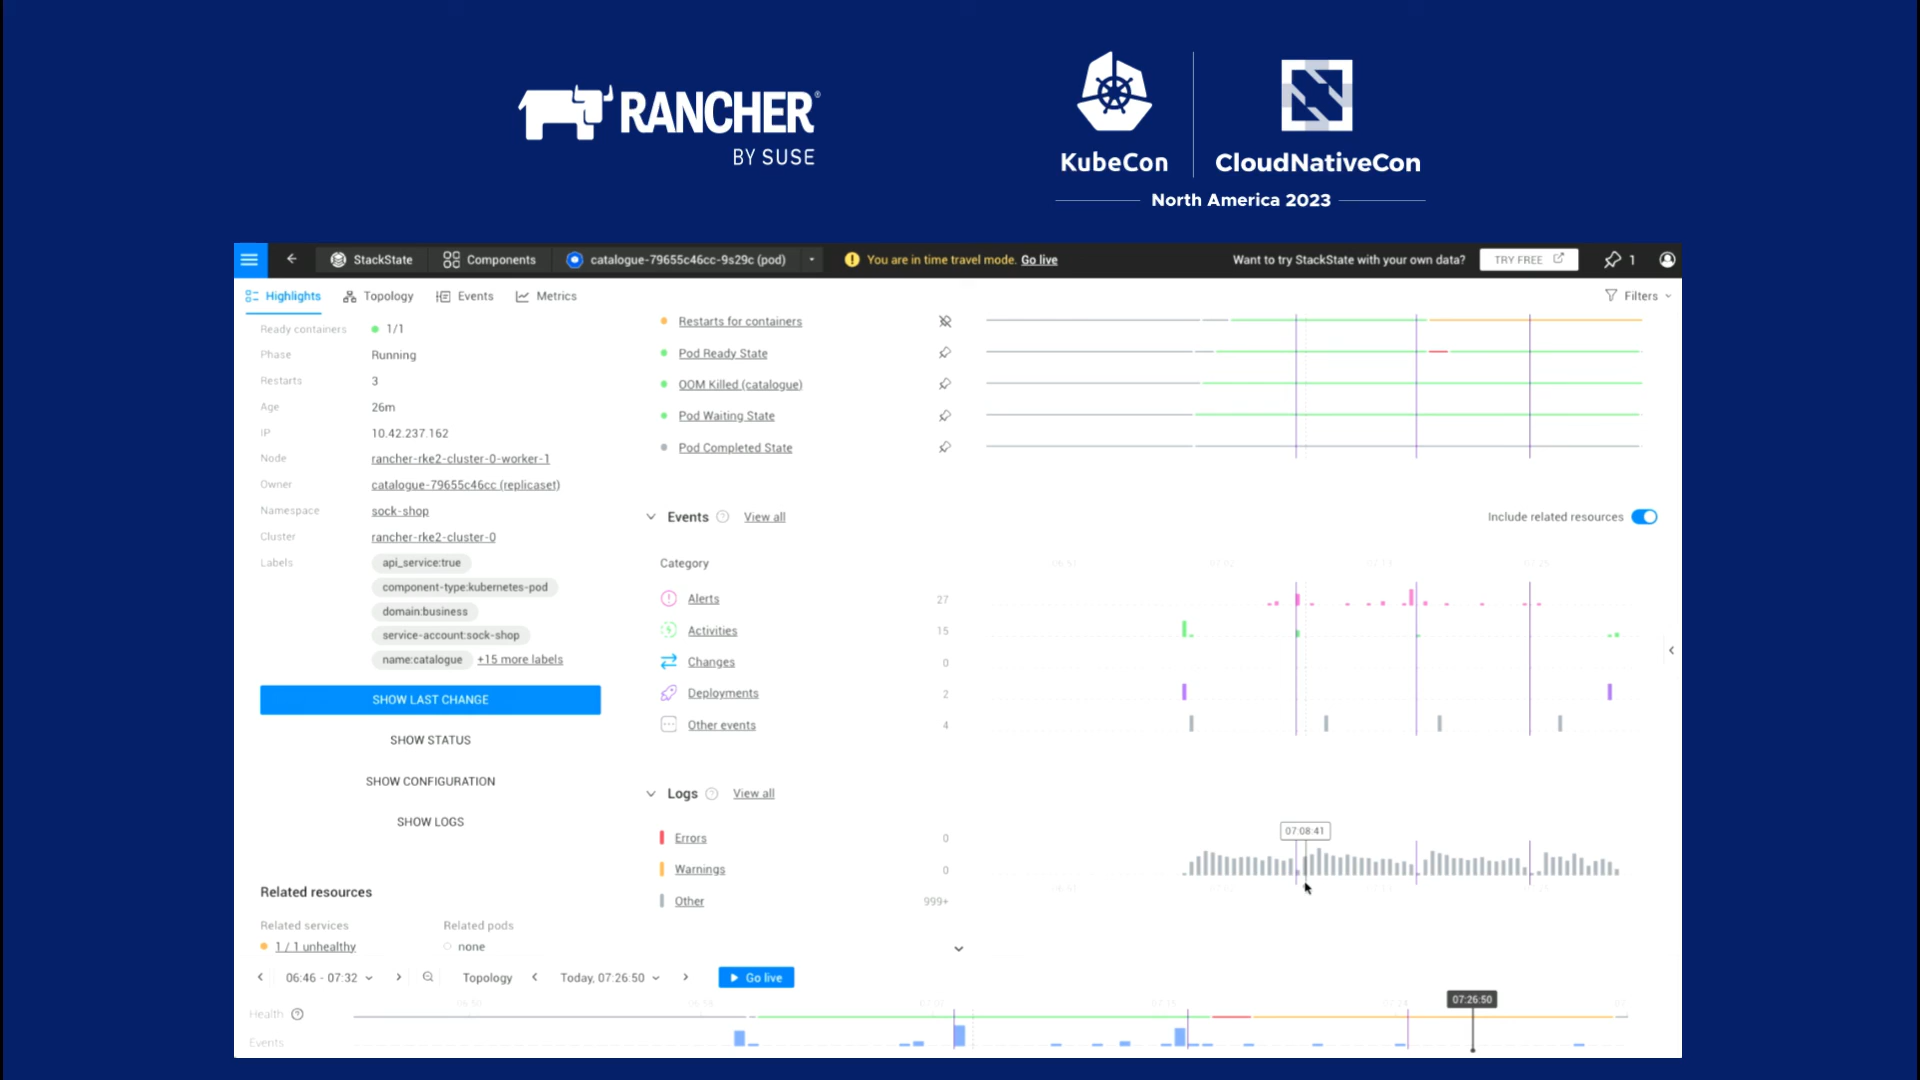 RANCHER®
BY SUSE
KubeCon
CloudNativeCon
North America 2023
StackState
Components
catalogue-79655c46cc-9s29c (pod)
You are in time travel mode. Go live
Want to try StackState with your own data?
TRY FREE
1
Highlights
Topology
Events
Metrics
Filters
Ready containers 1/1
Phase Running
Restarts 3
Age 26m
IP 10.42.237.162
Node rancher-rke2-cluster-0-worker-1
Owner catalogue-79655c46cc (replicaset)
Namespace sock-shop
Cluster rancher-rke2-cluster-0
Labels api_service:true
component-type:kubernetes-pod
domain:business
service-account:sock-shop
name:catalogue +15 more labels
SHOW LAST CHANGE
SHOW STATUS
SHOW CONFIGURATION
SHOW LOGS
Related resources
Related services
1 / 1 unhealthy
Related pods
none
Restarts for containers
Pod Ready State
OOM Killed (catalogue)
Pod Waiting State
Pod Completed State
Events View all
Include related resources
Category
Alerts 27
Activities 15
Changes 0
Deployments 2
Other events 4
Logs View all
07:08:41
Errors 0
Warnings 0
Other 999+
06:46 - 07:32
Topology
Today, 07:26:50
Go live
07:26:50
Health
Events